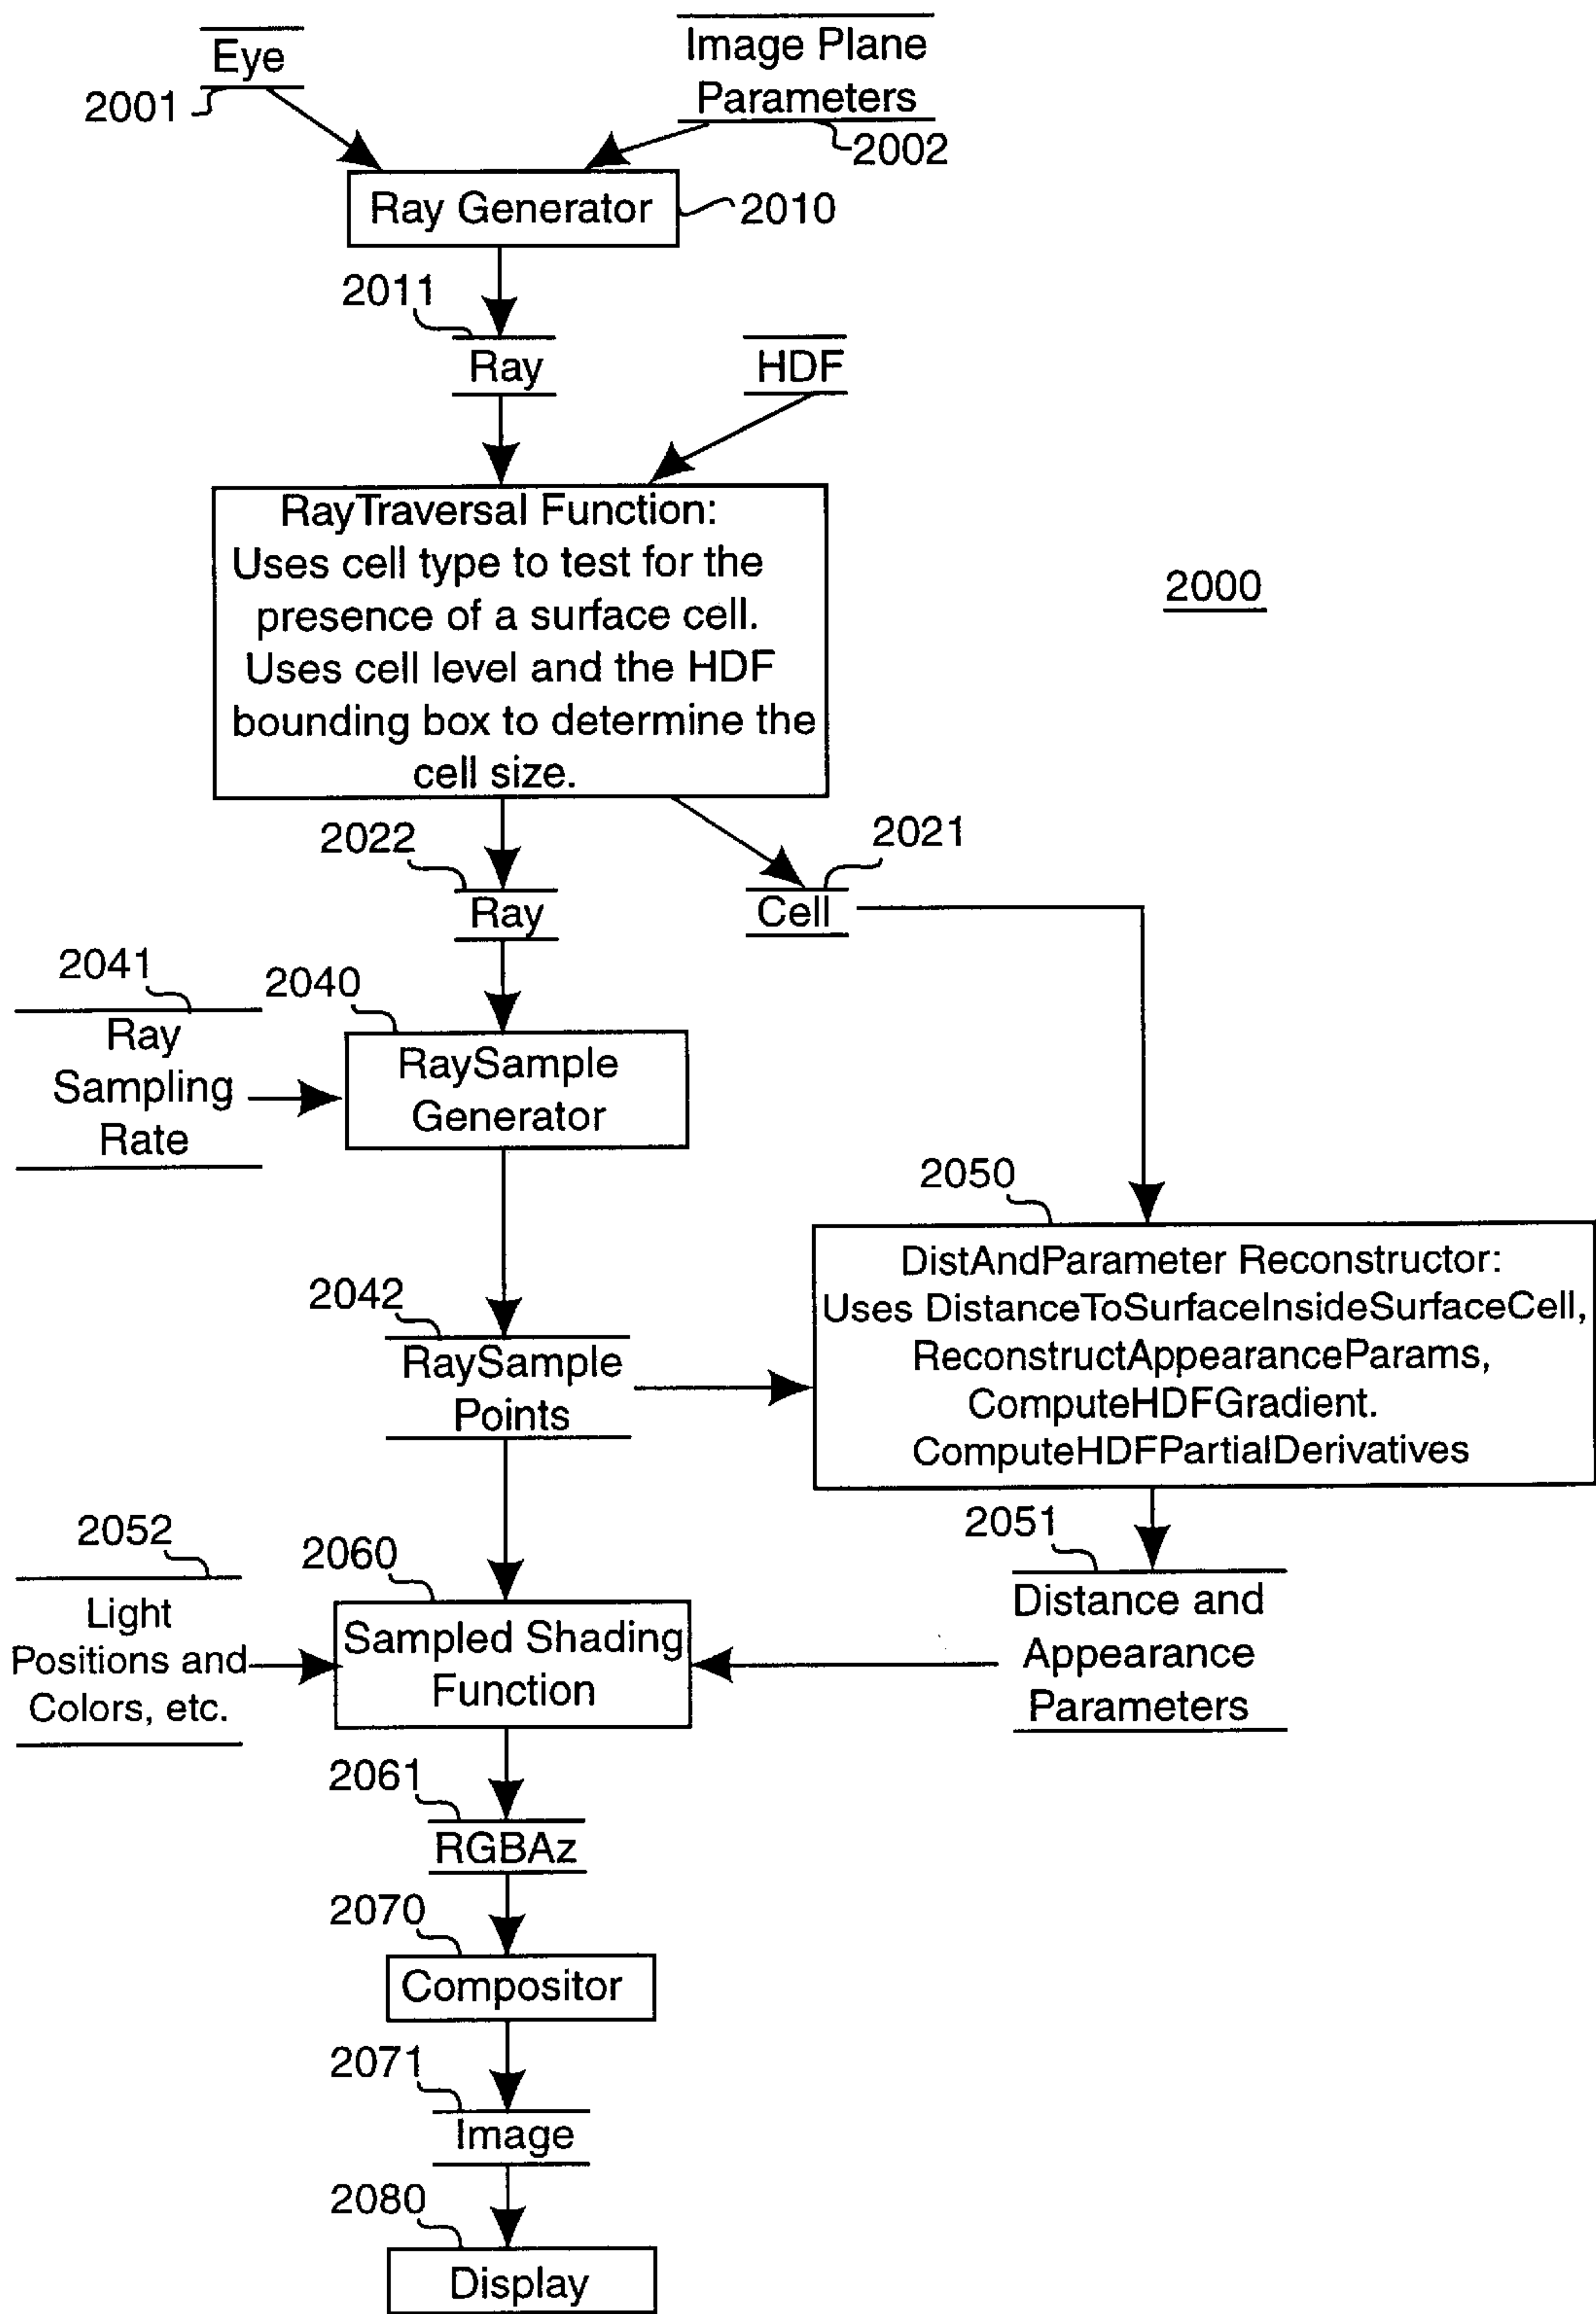 Eye
2001
Image Plane
Parameters
2002
Ray Generator
2010
2011
Ray
HDF
RayTraversal Function:
Uses cell type to test for the
presence of a surface cell.
Uses cell level and the HDF
bounding box to determine the
cell size.
2000
2022
Ray
2021
Cell
2041
Ray
Sampling
Rate
2040
RaySample
Generator
2050
DistAndParameter Reconstructor:
Uses DistanceToSurfaceInsideSurfaceCell,
ReconstructAppearanceParams,
ComputeHDFGradient.
ComputeHDFPartialDerivatives
2042
RaySample
Points
2051
Distance and
Appearance
Parameters
2052
Light
Positions and
Colors, etc.
2060
Sampled Shading
Function
2061
RGBAz
2070
Compositor
2071
Image
2080
Display